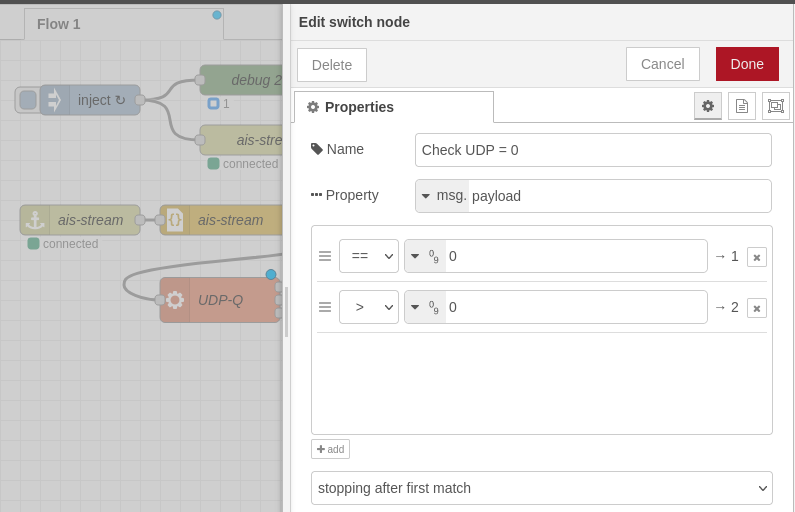 Flow 1
inject ↻
debug 2
1
ais-stre
connected
ais-stream
{} ais-stream
connected
UDP-Q
Edit switch node
Delete
Cancel
Done
Properties
Name
Check UDP = 0
Property
msg. payload
== 09 0 → 1 ×
> 09 0 → 2 ×
+ add
stopping after first match